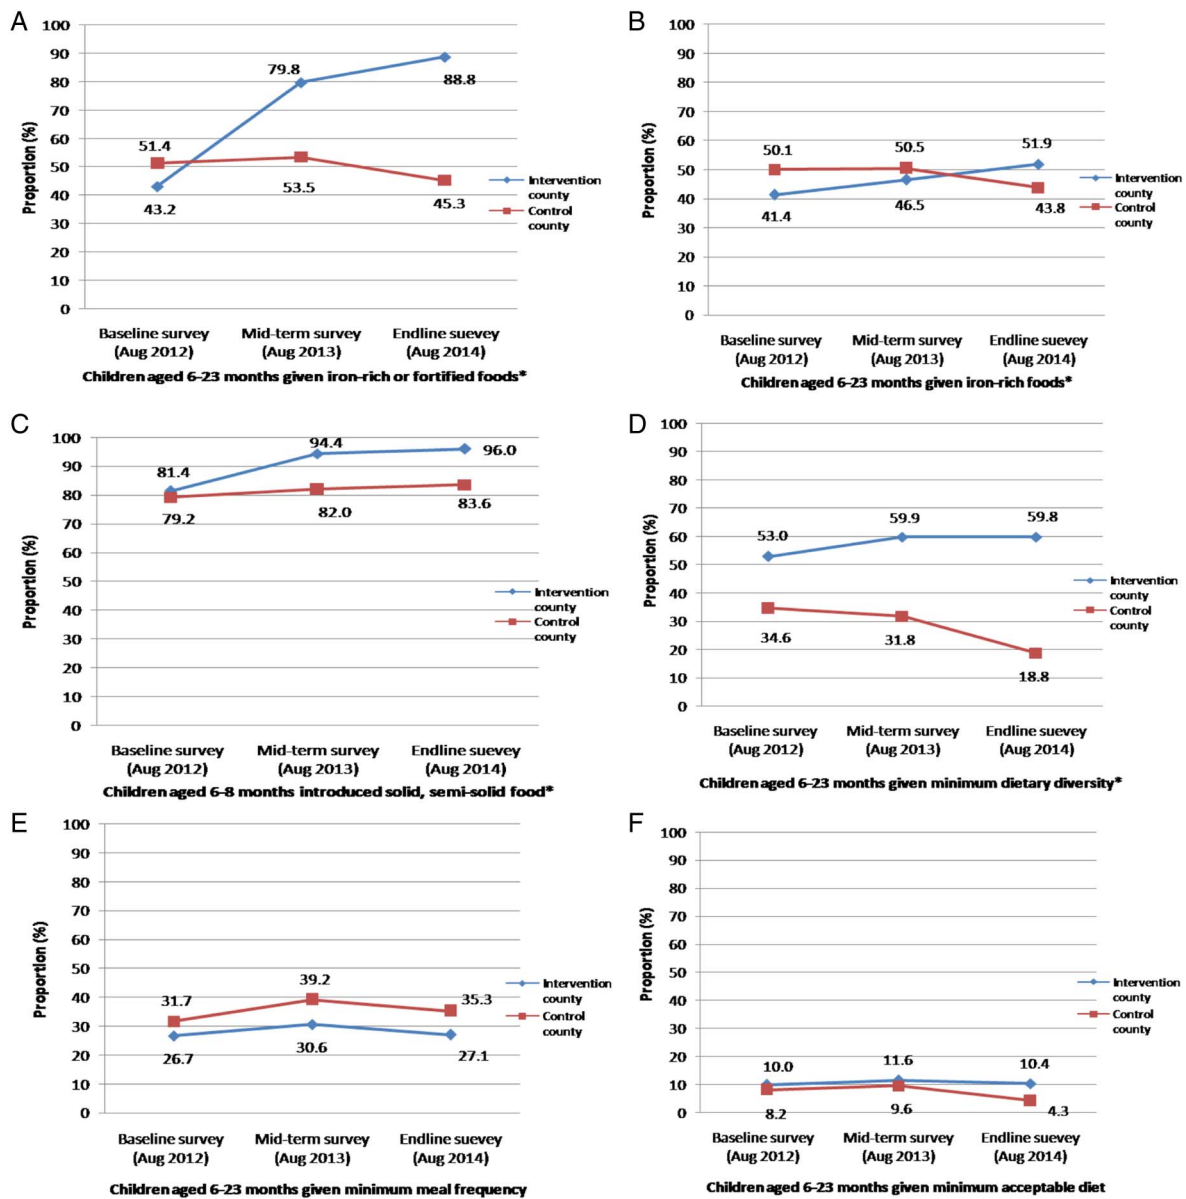 A
100
90
80
70
60
50
40
30
20
10
0
Proportion (%)
79.8
88.8
51.4
43.2
53.5
45.3
Intervention
county
Control
county
Baseline survey
(Aug 2012)
Mid-term survey
(Aug 2013)
Endline suevey
(Aug 2014)
Children aged 6-23 months given iron-rich or fortified foods*
B
100
90
80
70
60
50
40
30
20
10
0
Proportion (%)
50.1
50.5
51.9
41.4
46.5
43.8
Intervention
county
Control
county
Baseline survey
(Aug 2012)
Mid-term survey
(Aug 2013)
Endline suevey
(Aug 2014)
Children aged 6-23 months given iron-rich foods*
C
100
90
80
70
60
50
40
30
20
10
0
Proportion (%)
81.4
94.4
96.0
79.2
82.0
83.6
Intervention
county
Control
county
Baseline survey
(Aug 2012)
Mid-term survey
(Aug 2013)
Endline suevey
(Aug 2014)
Children aged 6-8 months introduced solid, semi-solid food*
D
100
90
80
70
60
50
40
30
20
10
0
Proportion (%)
53.0
59.9
59.8
34.6
31.8
18.8
Intervention
county
Control
county
Baseline survey
(Aug 2012)
Mid-term survey
(Aug 2013)
Endline suevey
(Aug 2014)
Children aged 6-23 months given minimum dietary diversity*
E
100
90
80
70
60
50
40
30
20
10
0
Proportion (%)
31.7
39.2
35.3
26.7
30.6
27.1
Intervention
county
Control
county
Baseline survey
(Aug 2012)
Mid-term survey
(Aug 2013)
Endline suevey
(Aug 2014)
Children aged 6-23 months given minimum meal frequency
F
100
90
80
70
60
50
40
30
20
10
0
Proportion (%)
10.0
11.6
10.4
8.2
9.6
4.3
Intervention
county
Control
county
Baseline survey
(Aug 2012)
Mid-term survey
(Aug 2013)
Endline suevey
(Aug 2014)
Children aged 6-23 months given minimum acceptable diet